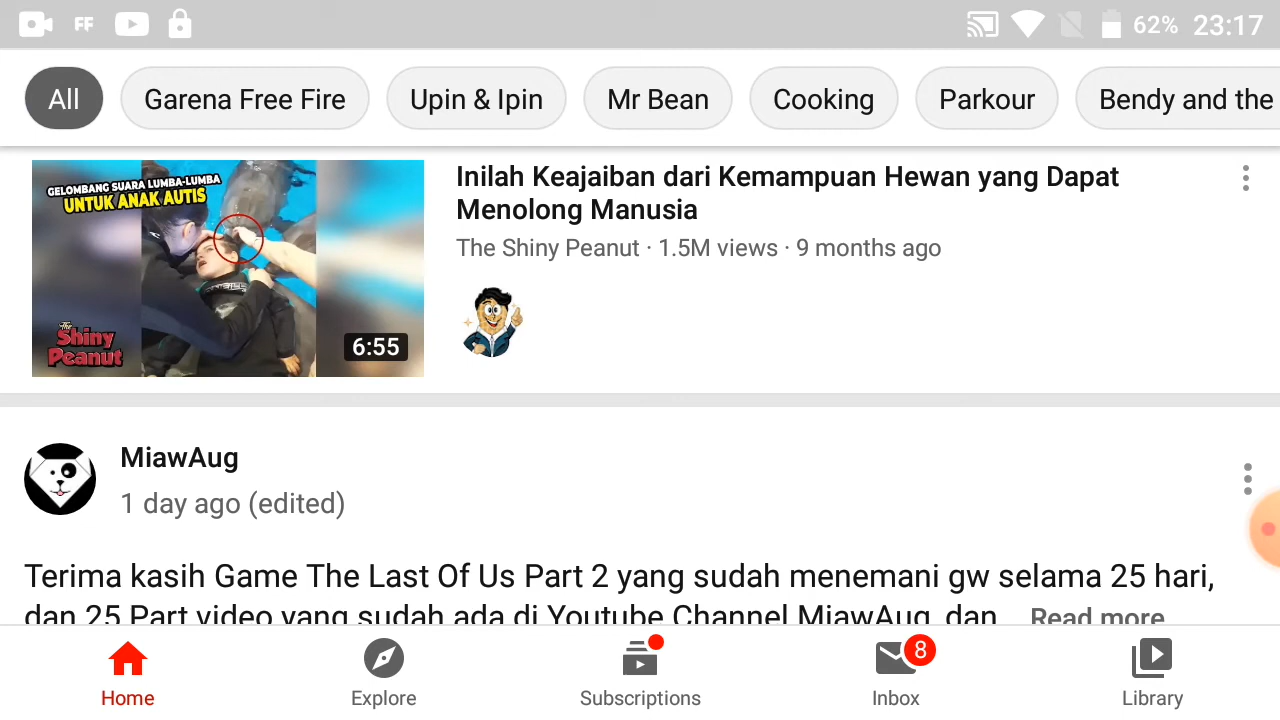 FF
62% 23:17
All
Garena Free Fire
Upin & Ipin
Mr Bean
Cooking
Parkour
Bendy and the
GELOMBANG SUARA LUMBA-LUMBA
UNTUK ANAK AUTIS
The
Shiny
Peanut
6:55
Inilah Keajaiban dari Kemampuan Hewan yang Dapat
Menolong Manusia
The Shiny Peanut · 1.5M views · 9 months ago
MiawAug
1 day ago (edited)
Terima kasih Game The Last Of Us Part 2 yang sudah menemani gw selama 25 hari,
dan 25 Part video yang sudah ada di Youtube Channel MiawAug, dan... Read more
8
Home
Explore
Subscriptions
Inbox
Library